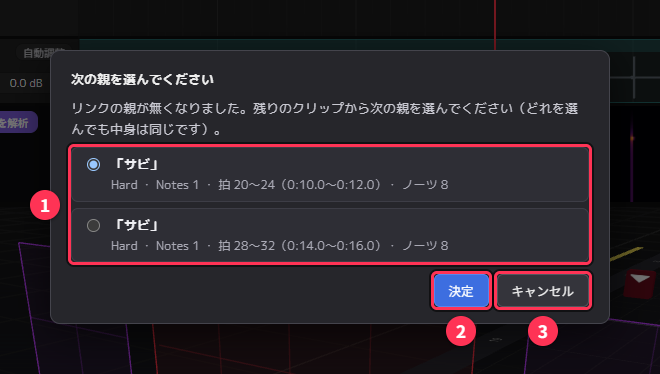 自動調整
0.0 dB
を解析
次の親を選んでください
リンクの親が無くなりました。残りのクリップから次の親を選んでください（どれを選
んでも中身は同じです）。
「サビ」
Hard ・ Notes 1 ・ 拍 20～24（0:10.0～0:12.0） ・ ノーツ 8
1
「サビ」
Hard ・ Notes 1 ・ 拍 28～32（0:14.0～0:16.0） ・ ノーツ 8
決定
キャンセル
2
3